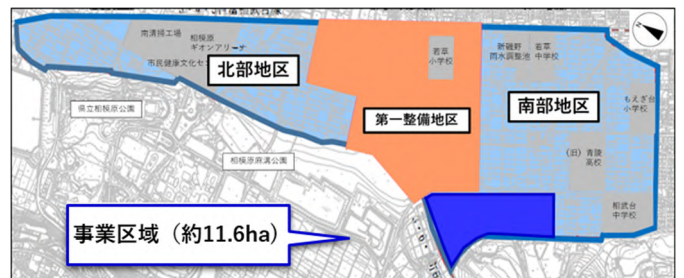 南清掃工場
相模原
ギオンアリーナ
市民健康文化セ
北部地区
県立相模原公園
相模原麻溝公園
若草
小学校
第一整備地区
新磯野
雨水調整池
若草
中学校
南部地区
もえぎ台
小学校
(旧) 青陵
高校
相武台
中学校
事業区域（約11.6ha）